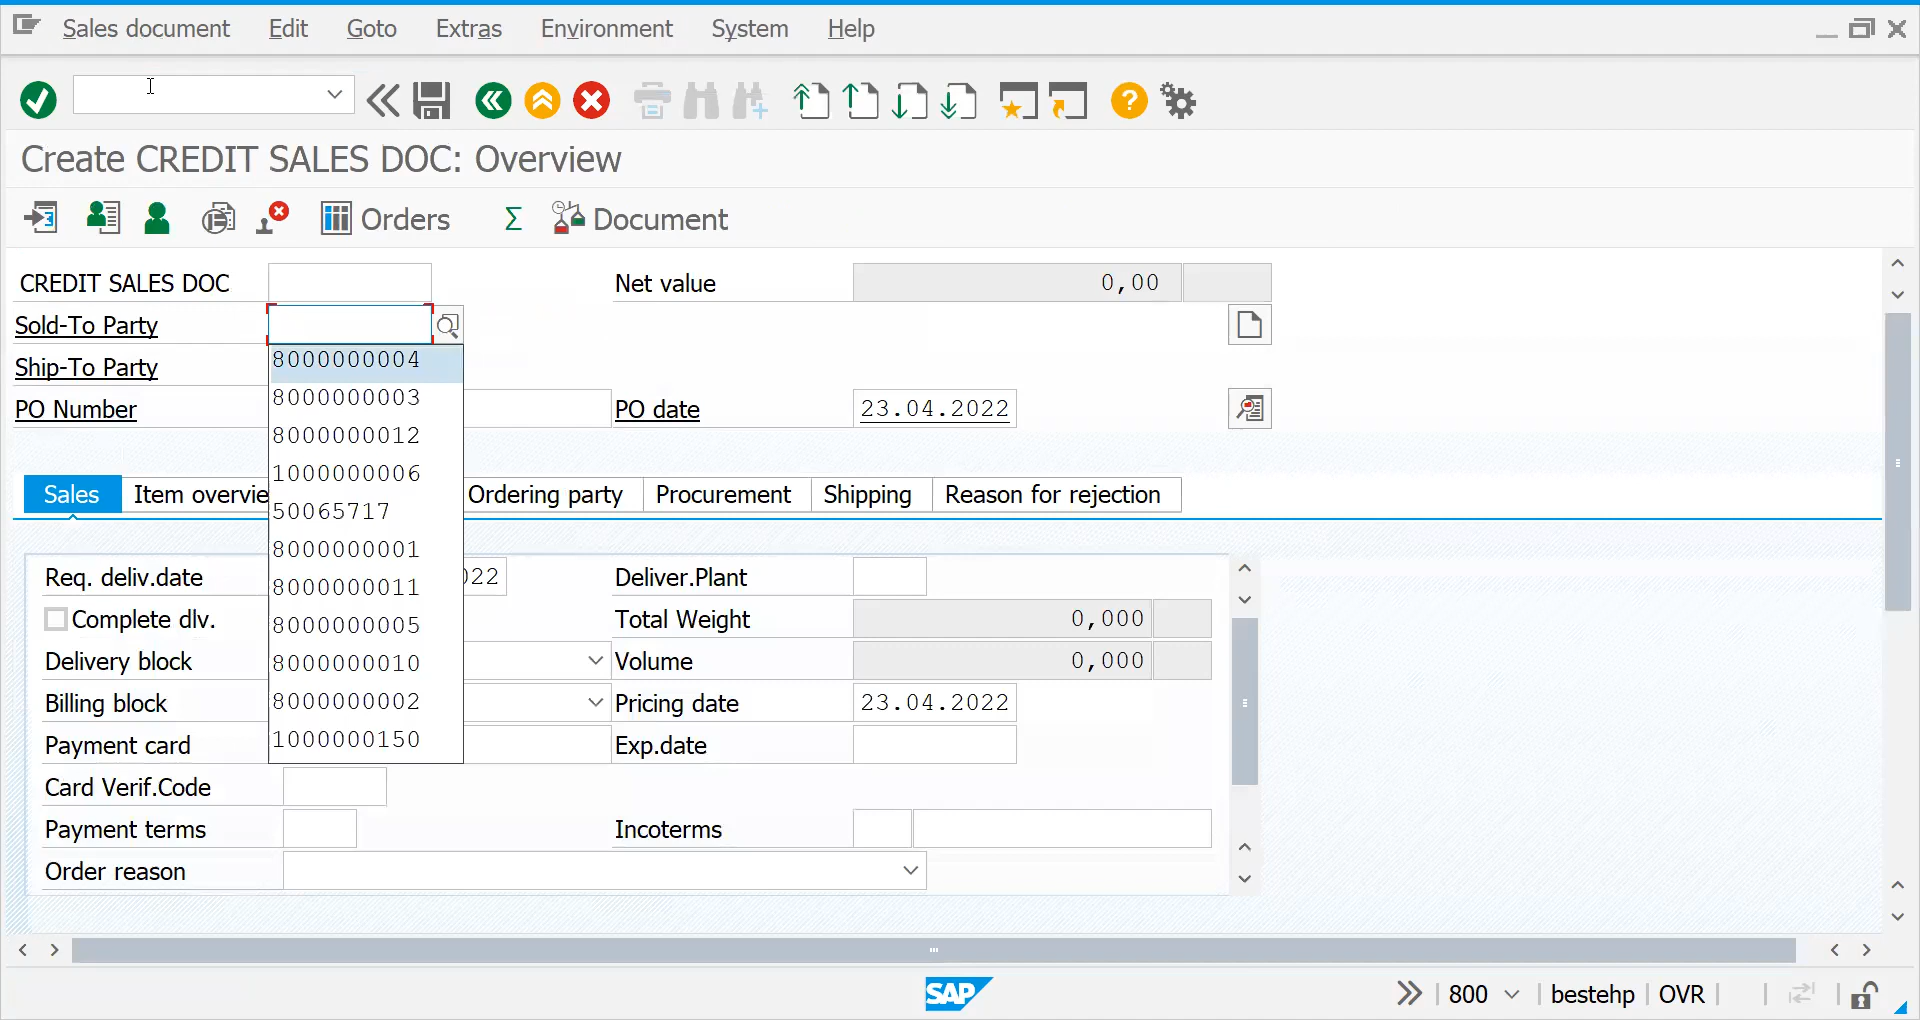 Sales document Edit Goto Extras Environment System Help
Create CREDIT SALES DOC: Overview
Orders Σ Document
CREDIT SALES DOC Net value 0,00
Sold-To Party
8000000004
Ship-To Party
8000000003
PO Number PO date 23.04.2022
8000000012
1000000006
Sales Item overvie Ordering party Procurement Shipping Reason for rejection
50065717
8000000001
Req. deliv.date 022 Deliver.Plant
8000000011
Complete dlv. Total Weight 0,000
8000000005
Delivery block Volume 0,000
8000000010
Billing block Pricing date 23.04.2022
8000000002
Payment card Exp.date
1000000150
Card Verif.Code
Payment terms Incoterms
Order reason
SAP 800 bestehp OVR